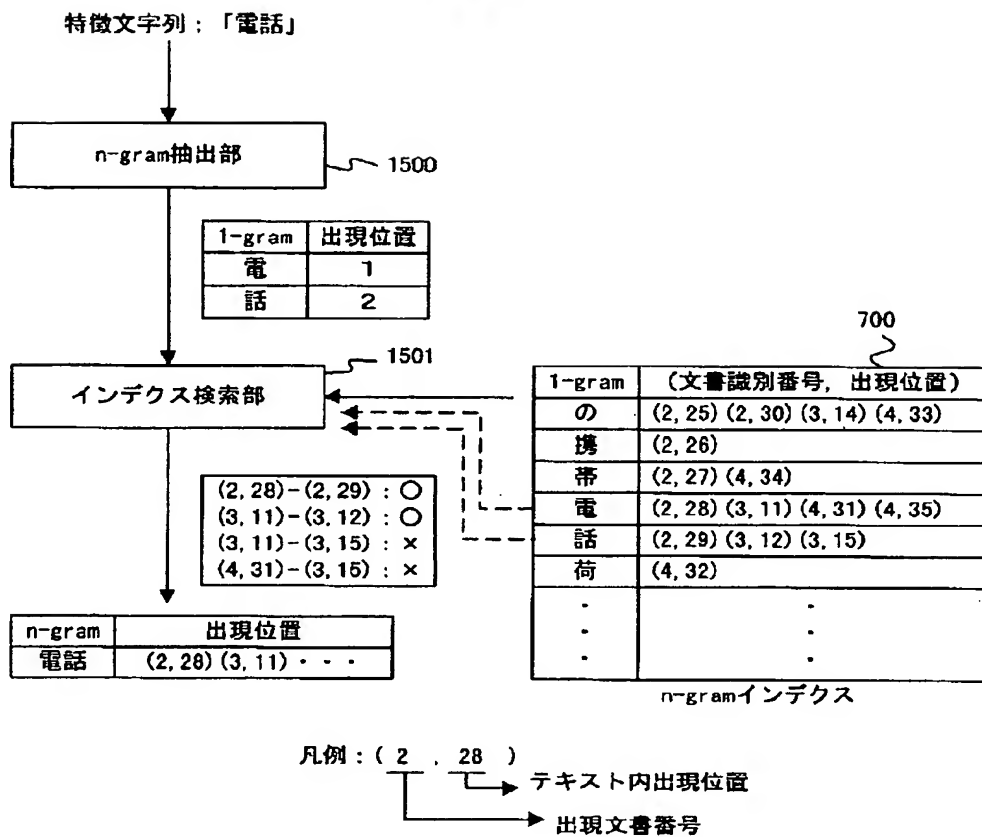 特徴文字列：「電話」
n-gram抽出部
1500
1-gram 出現位置
電 1
話 2
1501
インデクス検索部
700
1-gram (文書識別番号, 出現位置)
の (2, 25) (2, 30) (3, 14) (4, 33)
携 (2, 26)
帯 (2, 27) (4, 34)
電 (2, 28) (3, 11) (4, 31) (4, 35)
話 (2, 29) (3, 12) (3, 15)
荷 (4, 32)
・ ・
・ ・
・ ・
n-gramインデクス
(2, 28)-(2, 29) : ○
(3, 11)-(3, 12) : ○
(3, 11)-(3, 15) : ×
(4, 31)-(3, 15) : ×
n-gram 出現位置
電話 (2, 28) (3, 11)・・・
凡例：( 2 , 28 )
テキスト内出現位置
出現文書番号